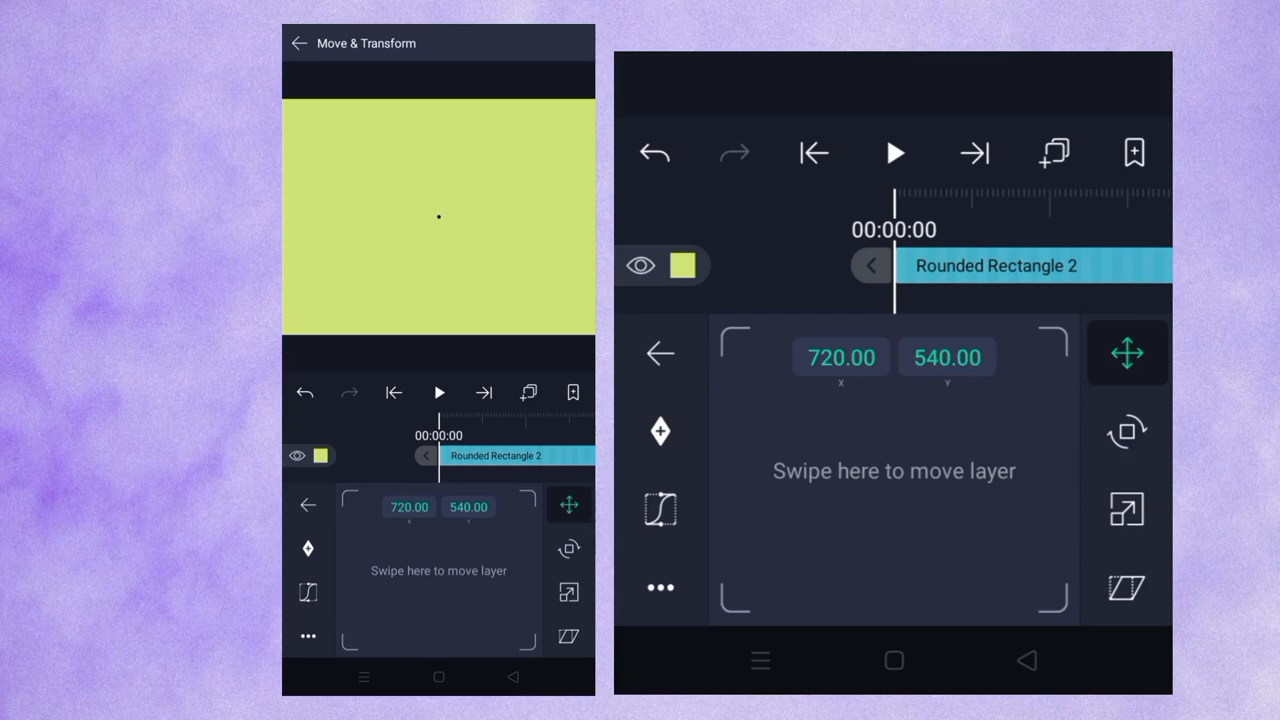 Move & Transform
00:00:00
Rounded Rectangle 2
720.00 540.00
X Y
Swipe here to move layer
00:00:00
Rounded Rectangle 2
720.00 540.00
X Y
Swipe here to move layer